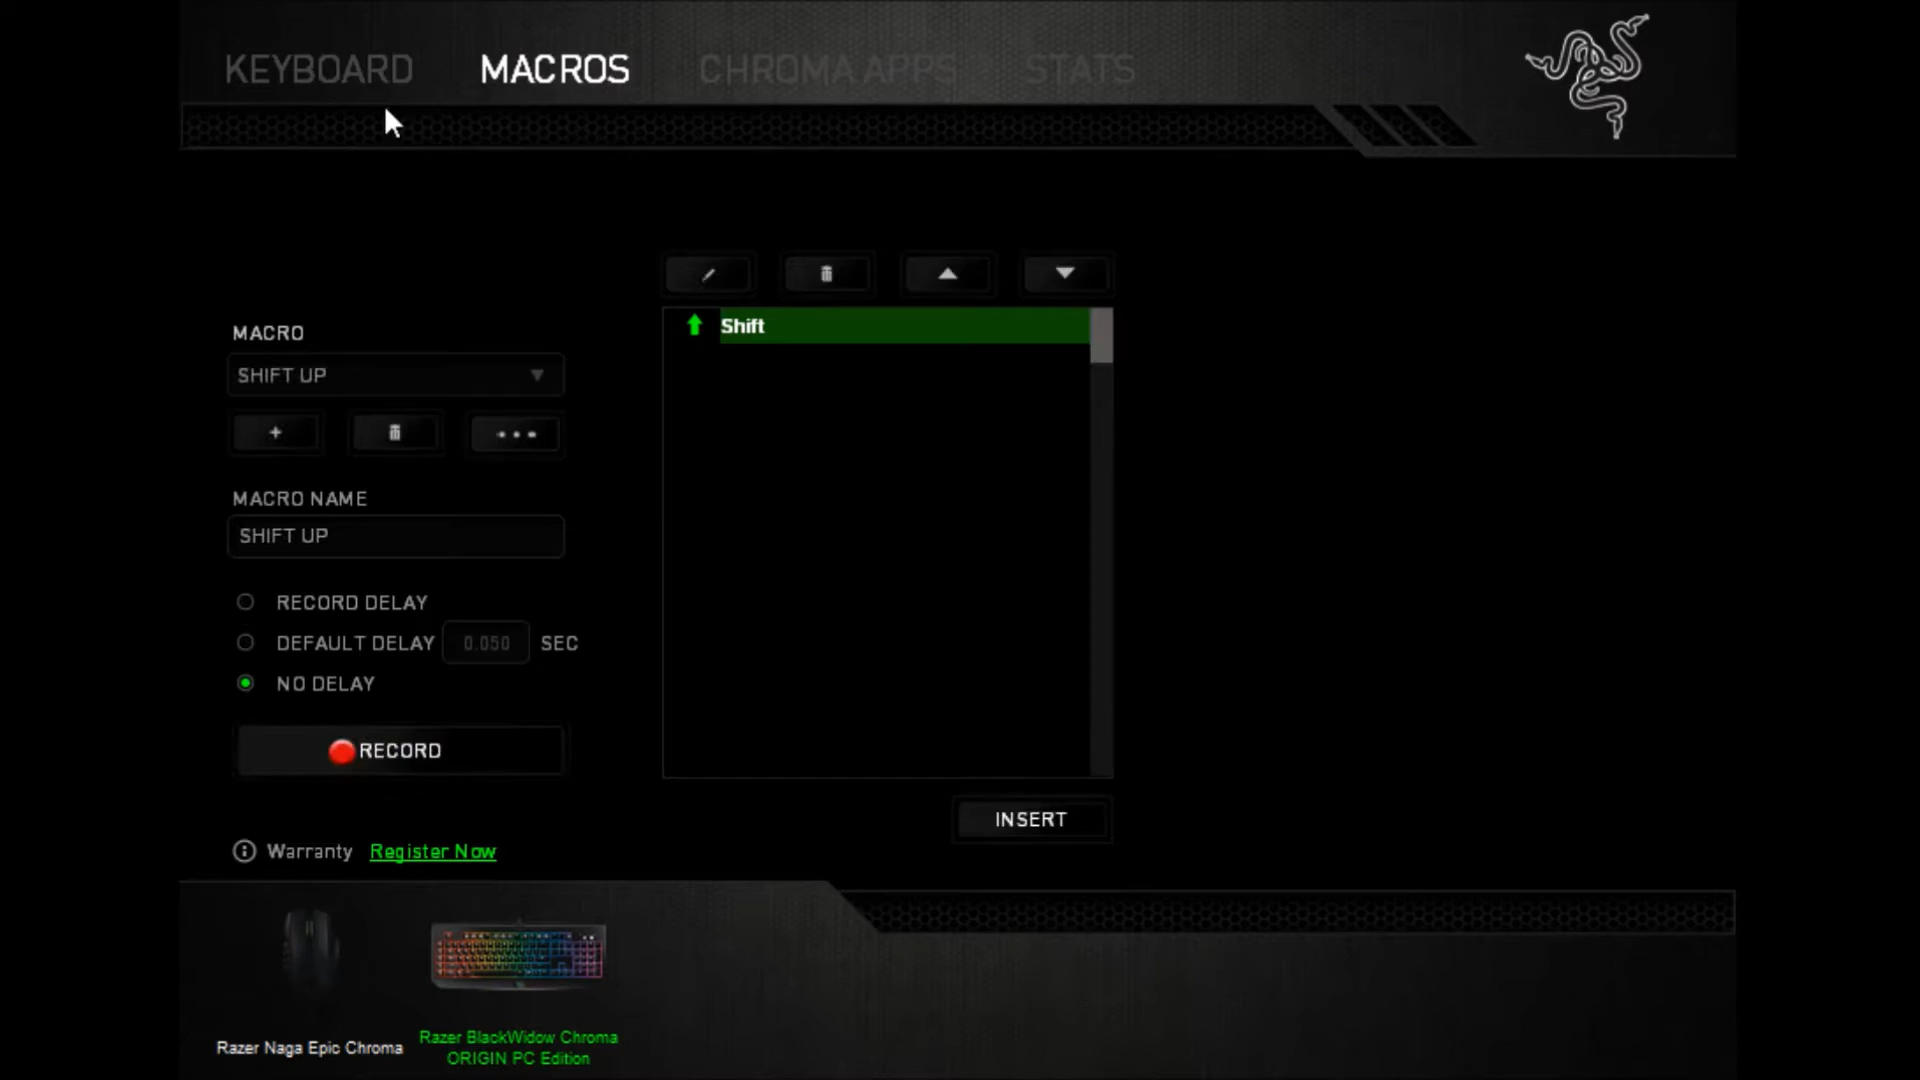 KEYBOARD MACROS CHROMA APPS STATS
MACRO
SHIFT UP
MACRO NAME
SHIFT UP
RECORD DELAY
DEFAULT DELAY 0.050 SEC
NO DELAY
RECORD
Shift
INSERT
Warranty Register Now
Razer Naga Epic Chroma
Razer BlackWidow Chroma
ORIGIN PC Edition